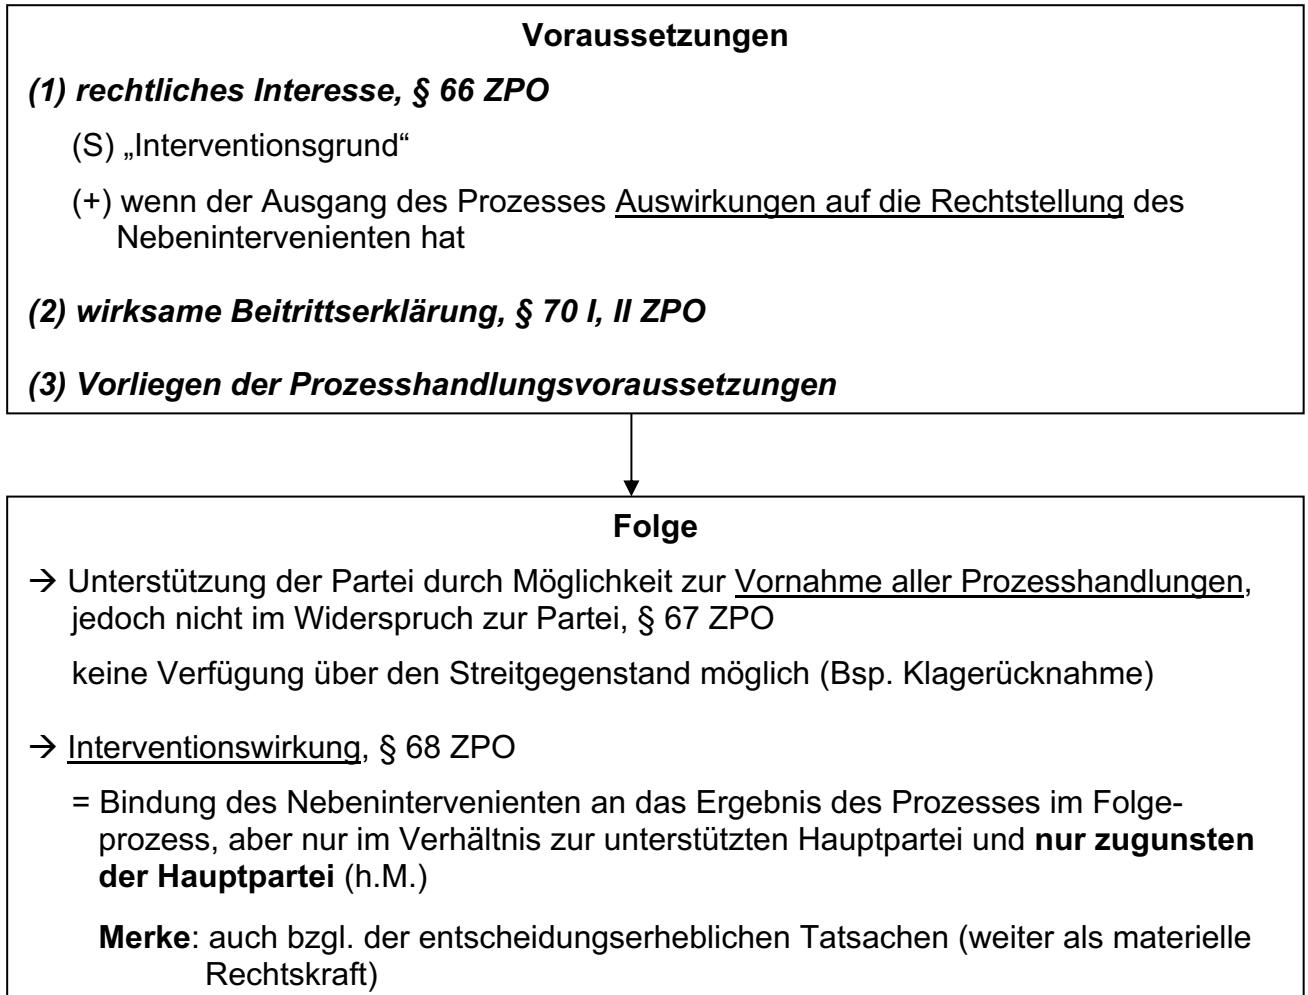 Voraussetzungen
(1) rechtliches Interesse, § 66 ZPO
(S) „Interventionsgrund“
(+) wenn der Ausgang des Prozesses Auswirkungen auf die Rechtstellung des
Nebenintervenienten hat
(2) wirksame Beitrittserklärung, § 70 I, II ZPO
(3) Vorliegen der Prozesshandlungsvoraussetzungen
Folge
→ Unterstützung der Partei durch Möglichkeit zur Vornahme aller Prozesshandlungen,
jedoch nicht im Widerspruch zur Partei, § 67 ZPO
keine Verfügung über den Streitgegenstand möglich (Bsp. Klagerücknahme)
→ Interventionswirkung, § 68 ZPO
= Bindung des Nebenintervenienten an das Ergebnis des Prozesses im Folge-
prozess, aber nur im Verhältnis zur unterstützten Hauptpartei und nur zugunsten
der Hauptpartei (h.M.)
Merke: auch bzgl. der entscheidungserheblichen Tatsachen (weiter als materielle
Rechtskraft)